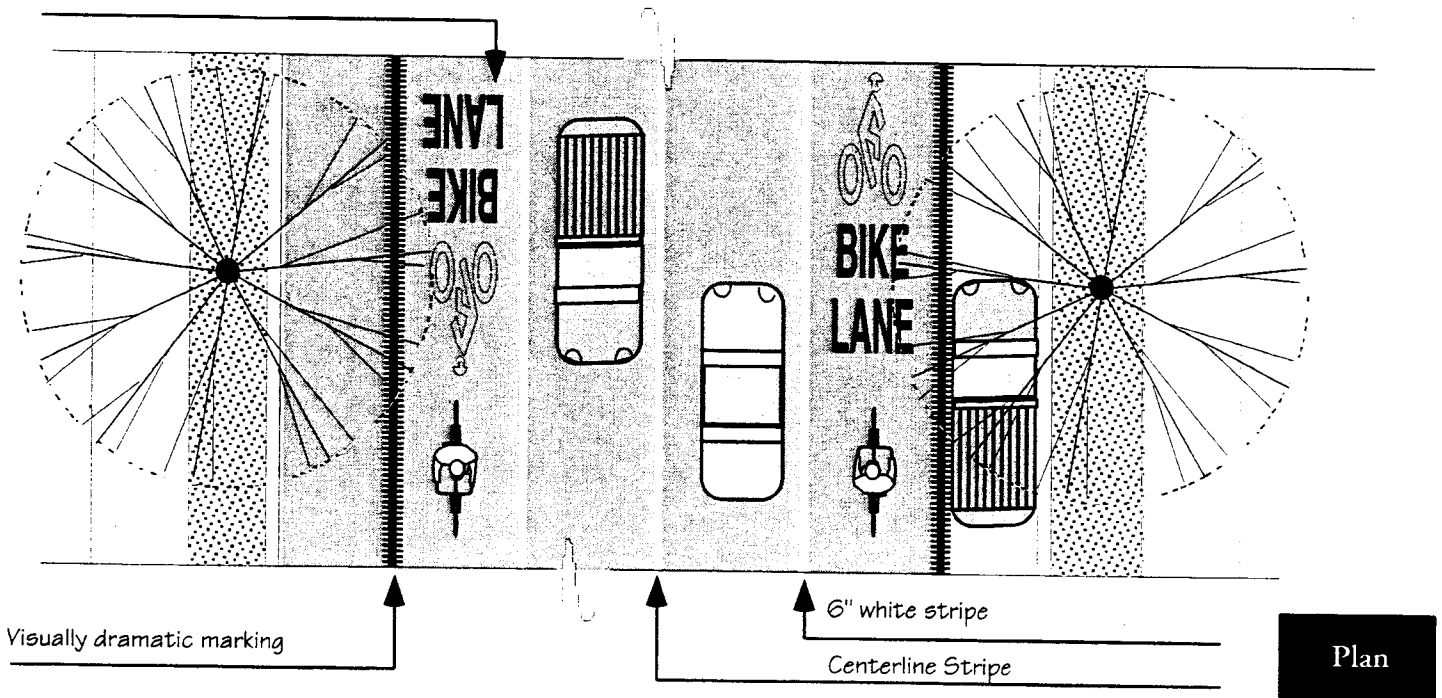 LANE
BIKE
BIKE
LANE
Visually dramatic marking
6" white stripe
Centerline Stripe
Plan